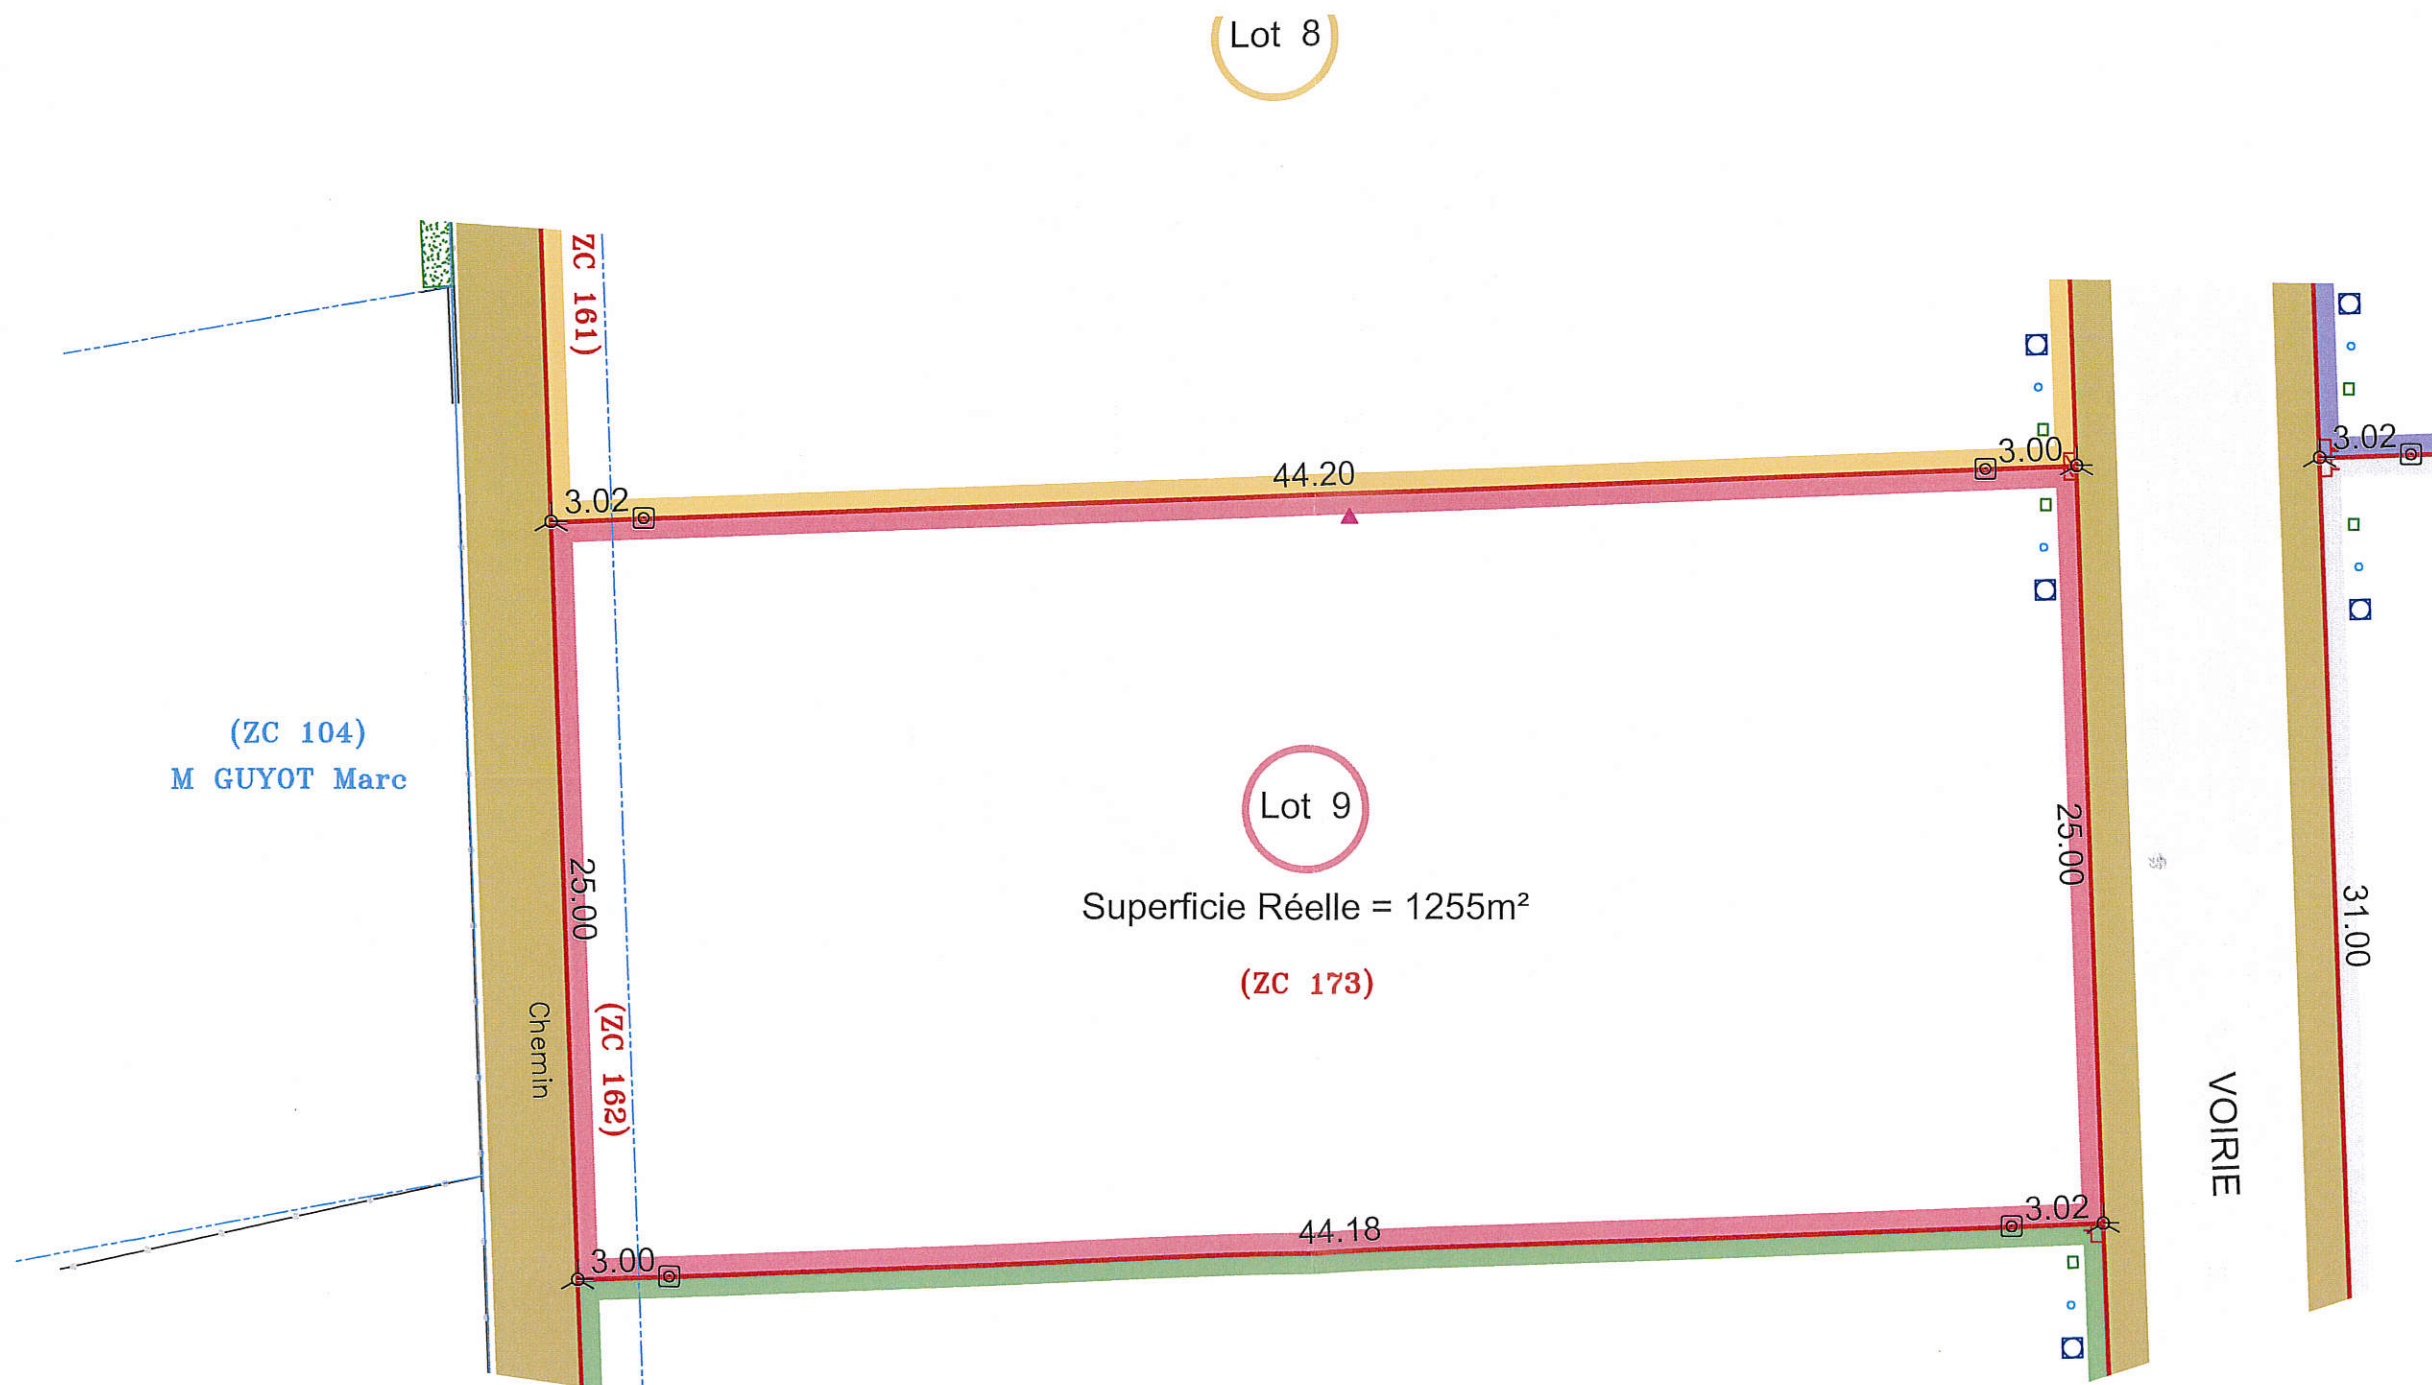 Lot 8
ZC 161)
3.02
44.20
3.00
3.02
(ZC 104)
M GUYOT Marc
Lot 9
Superficie Réelle = 1255m²
(ZC 173)
25.00
25.00
31.00
Chemin
(ZC 162)
VOIRIE
3.00
44.18
3.02